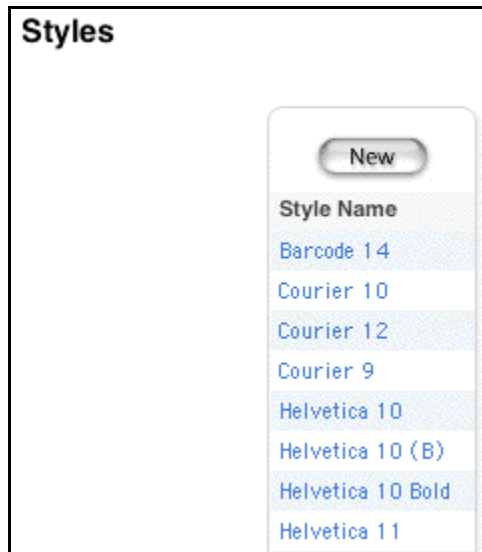 Styles
New
Style Name
Barcode 14
Courier 10
Courier 12
Courier 9
Helvetica 10
Helvetica 10 (B)
Helvetica 10 Bold
Helvetica 11